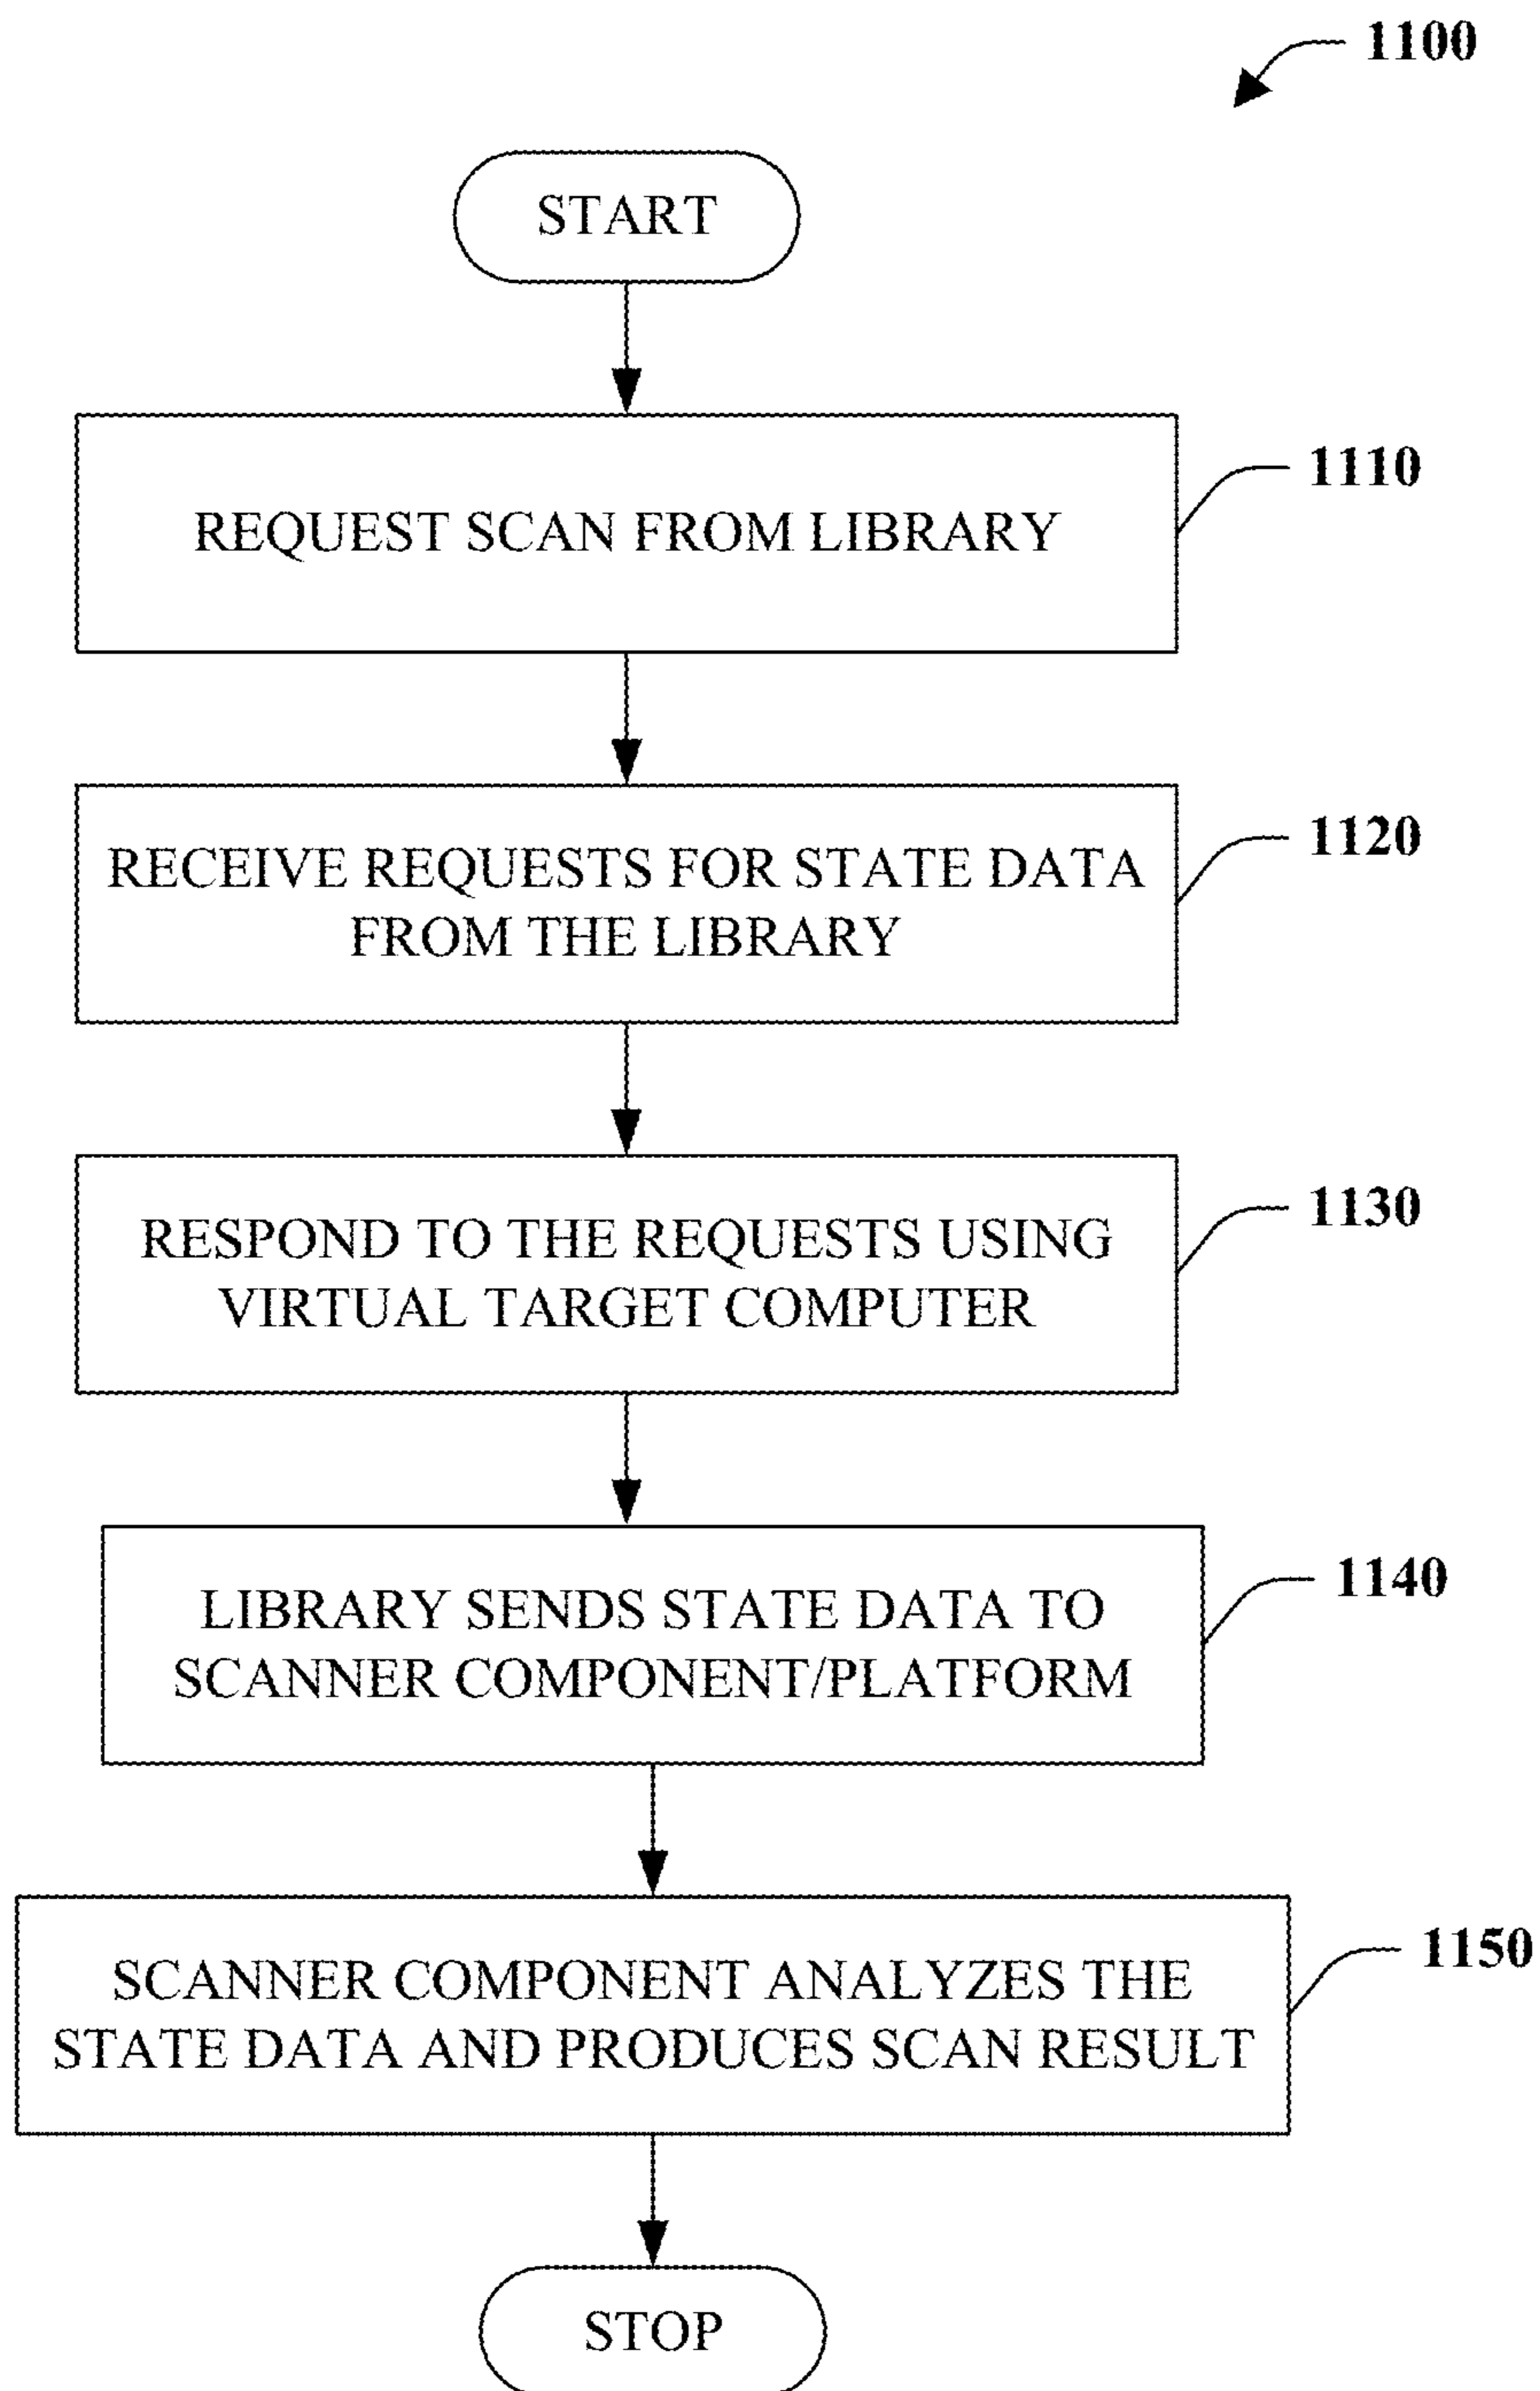 1100
START
REQUEST SCAN FROM LIBRARY
1110
RECEIVE REQUESTS FOR STATE DATA
FROM THE LIBRARY
1120
RESPOND TO THE REQUESTS USING
VIRTUAL TARGET COMPUTER
1130
LIBRARY SENDS STATE DATA TO
SCANNER COMPONENT/PLATFORM
1140
SCANNER COMPONENT ANALYZES THE
STATE DATA AND PRODUCES SCAN RESULT
1150
STOP